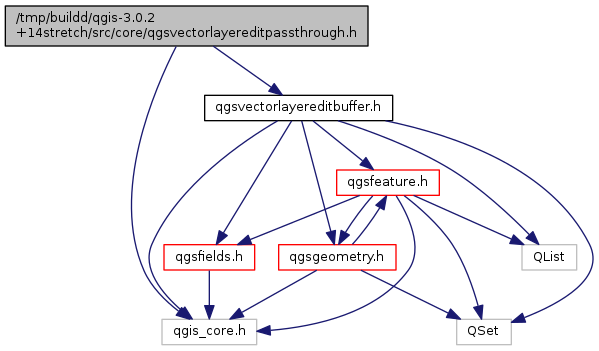 /tmp/buildd/qgis-3.0.2
+14stretch/src/core/qgsvectorlayereditpassthrough.h
qgsvectorlayereditbuffer.h
qgsfeature.h
qgsfields.h
qgsgeometry.h
QList
qgis_core.h
QSet